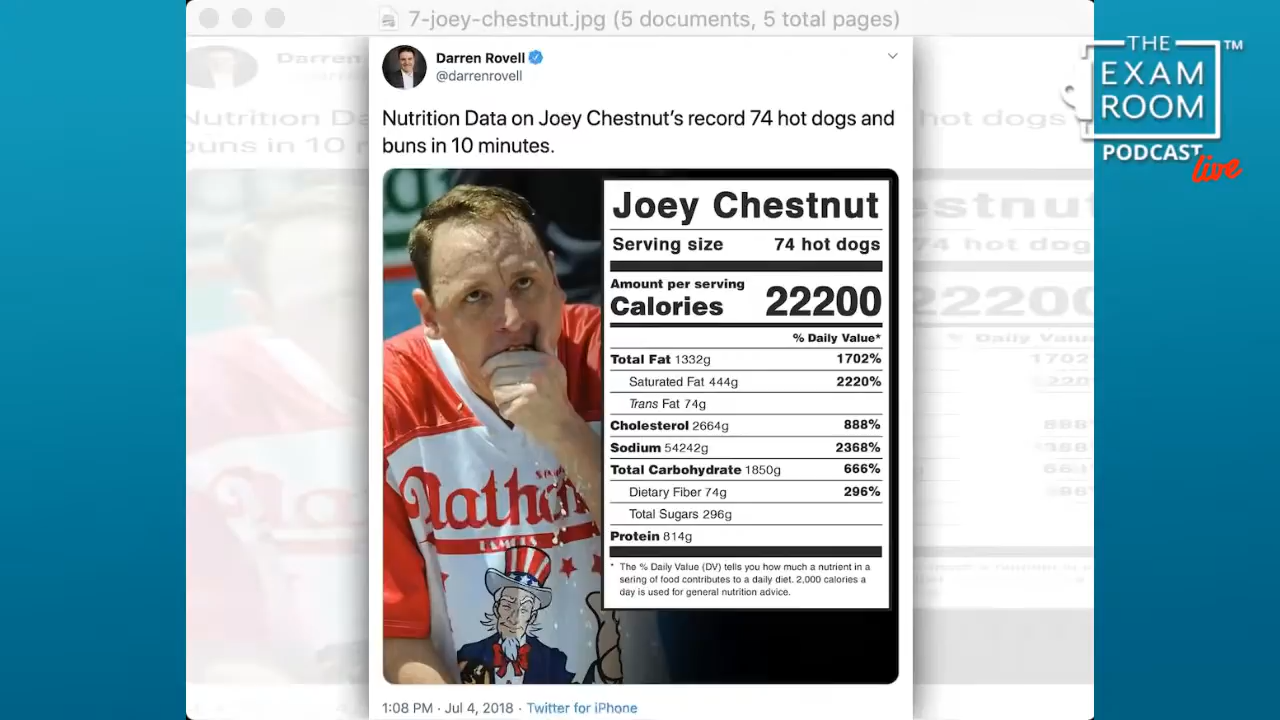 7-joey-chestnut.jpg (5 documents, 5 total pages)
THE
EXAM
ROOM
PODCAST
live
TM
Darren Rovell
@darrenrovell
Nutrition Data on Joey Chestnut's record 74 hot dogs and
buns in 10 minutes.
Joey Chestnut
Serving size 74 hot dogs
Amount per serving
Calories 22200
% Daily Value*
Total Fat 1332g 1702%
Saturated Fat 444g 2220%
Trans Fat 74g
Cholesterol 2664g 888%
Sodium 54242g 2368%
Total Carbohydrate 1850g 666%
Dietary Fiber 74g 296%
Total Sugars 296g
Protein 814g
* The % Daily Value (DV) tells you how much a nutrient in a
sering of food contributes to a daily diet. 2,000 calories a
day is used for general nutrition advice.
1:08 PM · Jul 4, 2018 · Twitter for iPhone